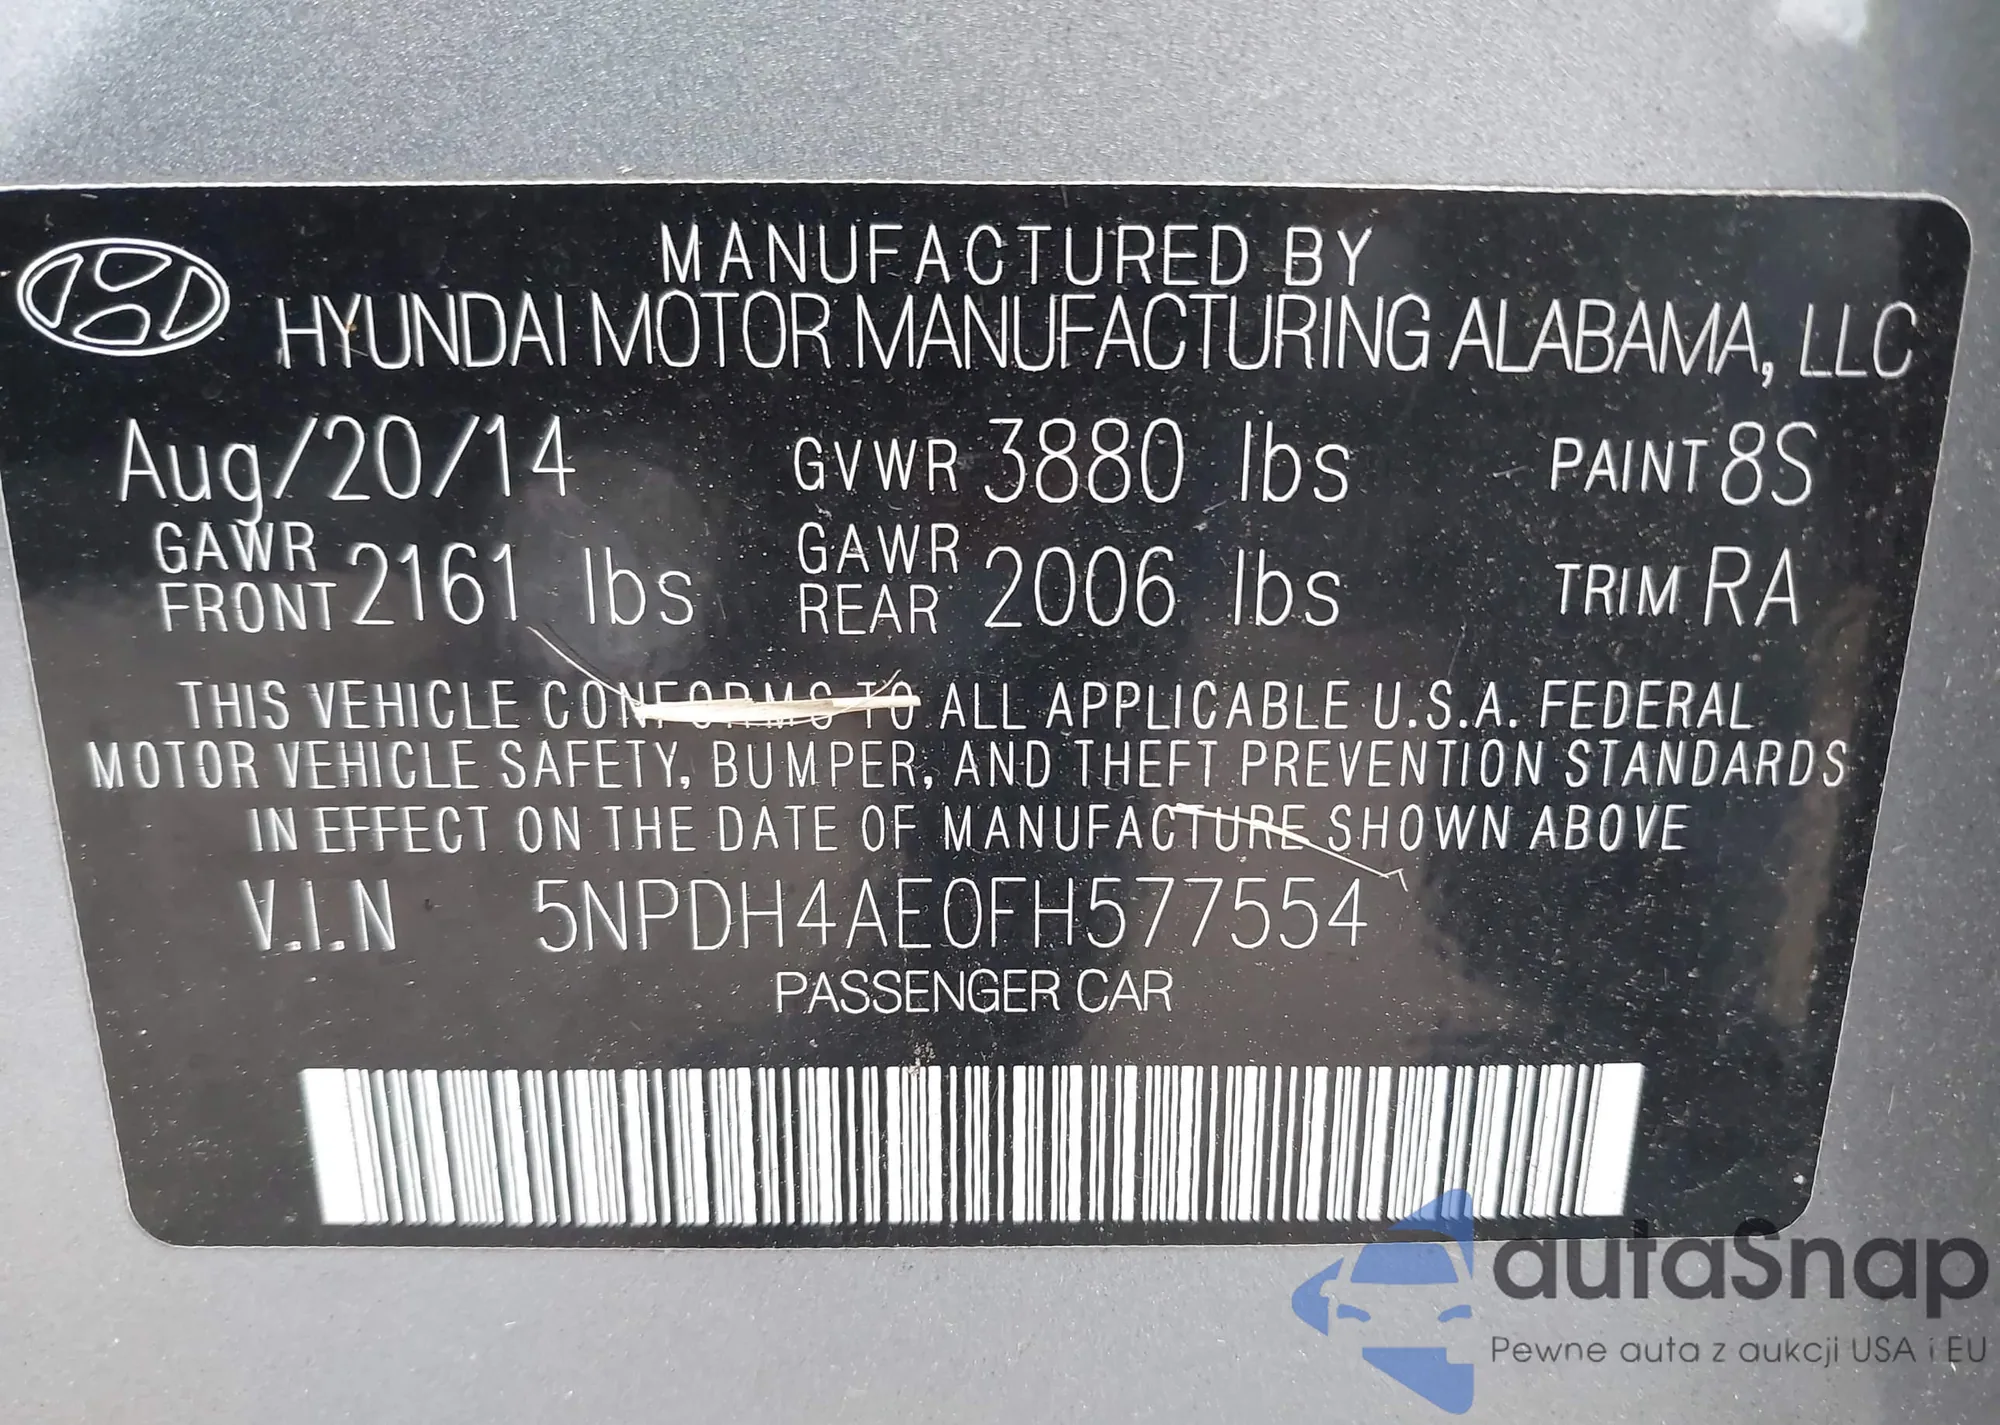 MANUFACTURED BY
HYUNDAI MOTOR MANUFACTURING ALABAMA, LLC
Aug/20/14 GVWR 3880 lbs PAINT 8S
GAWR FRONT 2161 lbs GAWR REAR 2006 lbs TRIM RA
THIS VEHICLE CONFORMS TO ALL APPLICABLE U.S.A. FEDERAL
MOTOR VEHICLE SAFETY, BUMPER, AND THEFT PREVENTION STANDARDS
IN EFFECT ON THE DATE OF MANUFACTURE SHOWN ABOVE
V.I.N 5NPDH4AE0FH577554
PASSENGER CAR
autaSnap
Pewne auta z aukcji USA i EU